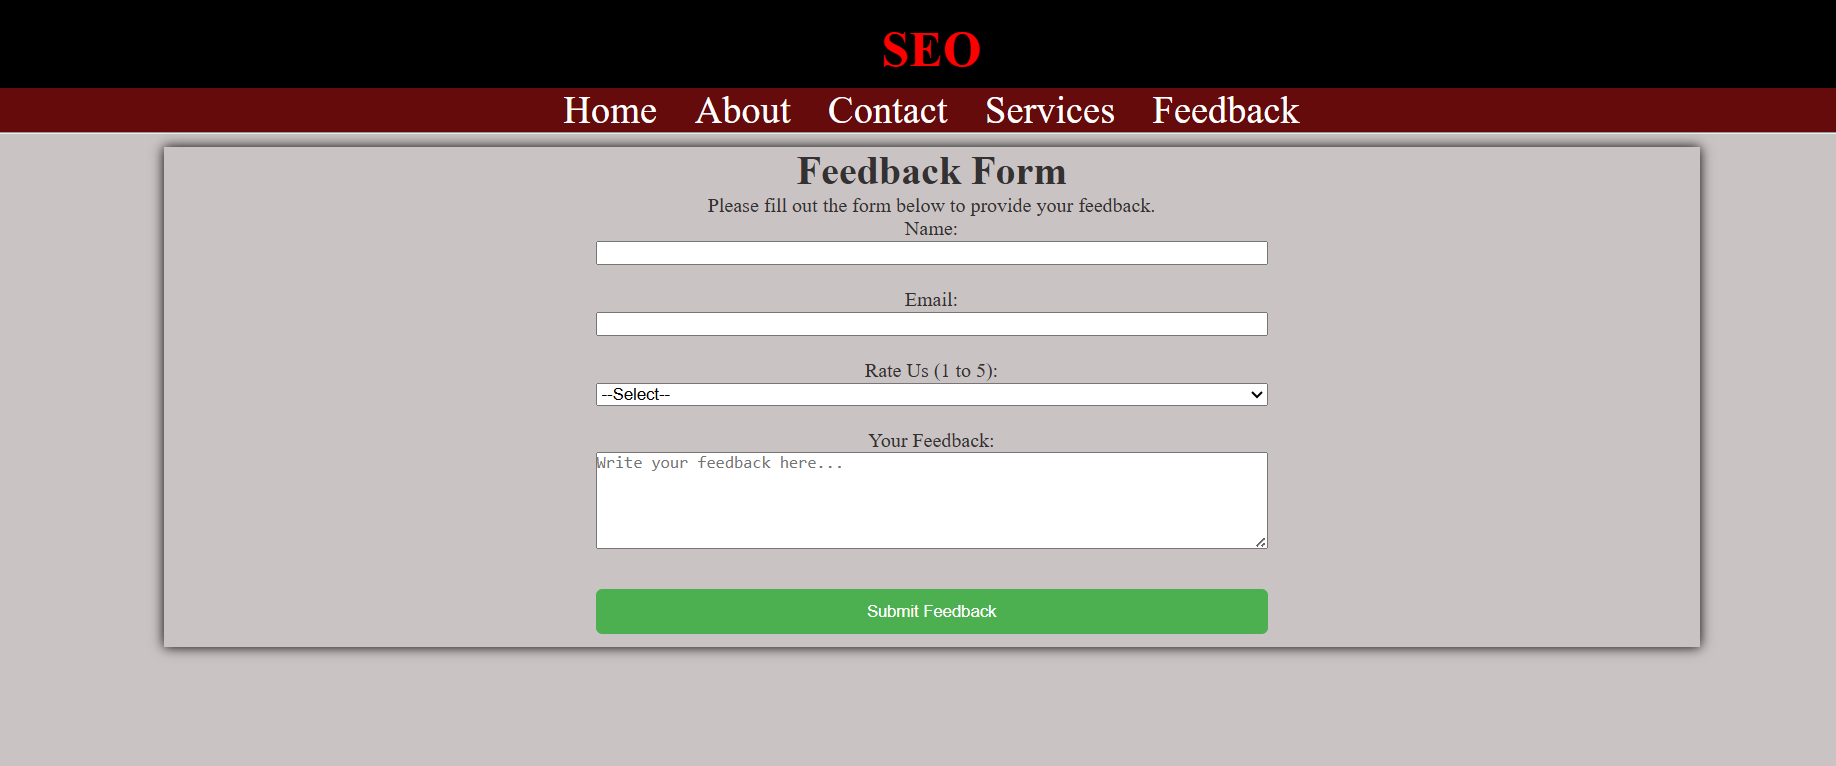 SEO
Home About Contact Services Feedback
Feedback Form
Please fill out the form below to provide your feedback.
Name:
Email:
Rate Us (1 to 5):
--Select--
Your Feedback:
Write your feedback here...
Submit Feedback